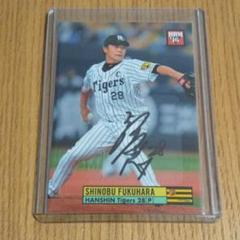 Tigers
28
SHINOBU FUKUHARA
HANSHIN Tigers 28 P